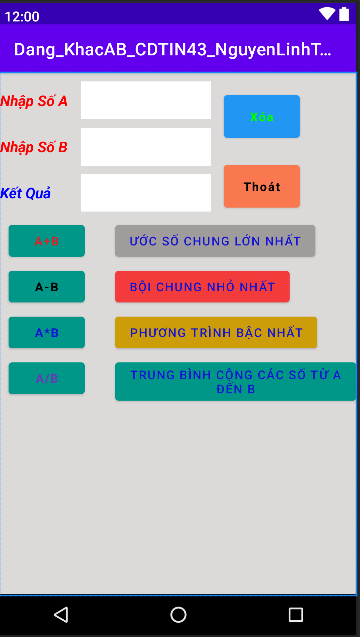 12:00
Dang_KhacAB_CDTIN43_NguyenLinhT...
Nhập Số A
Xóa
Nhập Số B
Thoát
Kết Quả
A+B
ƯỚC SỐ CHUNG LỚN NHẤT
A-B
BỘI CHUNG NHỎ NHẤT
A*B
PHƯƠNG TRÌNH BẬC NHẤT
A/B
TRUNG BÌNH CỘNG CÁC SỐ TỪ A
ĐẾN B